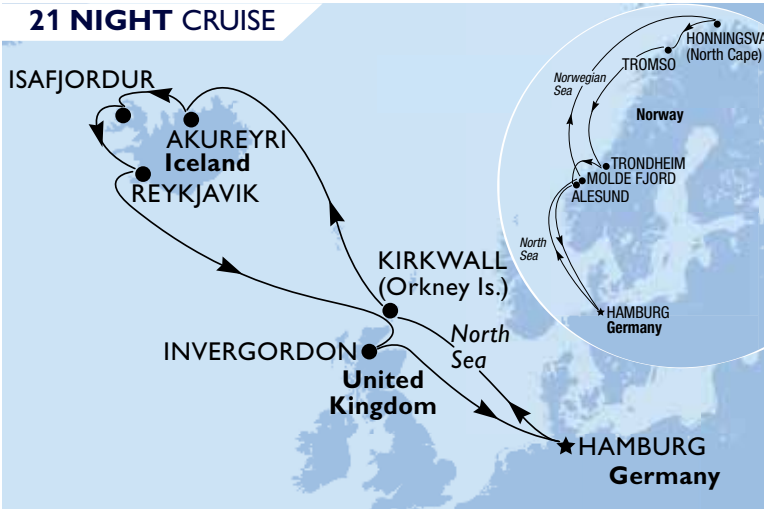 21 NIGHT CRUISE
ISAFJORDUR
AKUREYRI
Iceland
REYKJAVIK
KIRKWALL
(Orkney Is.)
North
Sea
INVERGORDON
United
Kingdom
HAMBURG
Germany
HONNINGSVA
(North Cape)
TROMSO
Norwegian
Sea
Norway
TRONDHEIM
MOLDE FJORD
ALESUND
North
Sea
HAMBURG
Germany